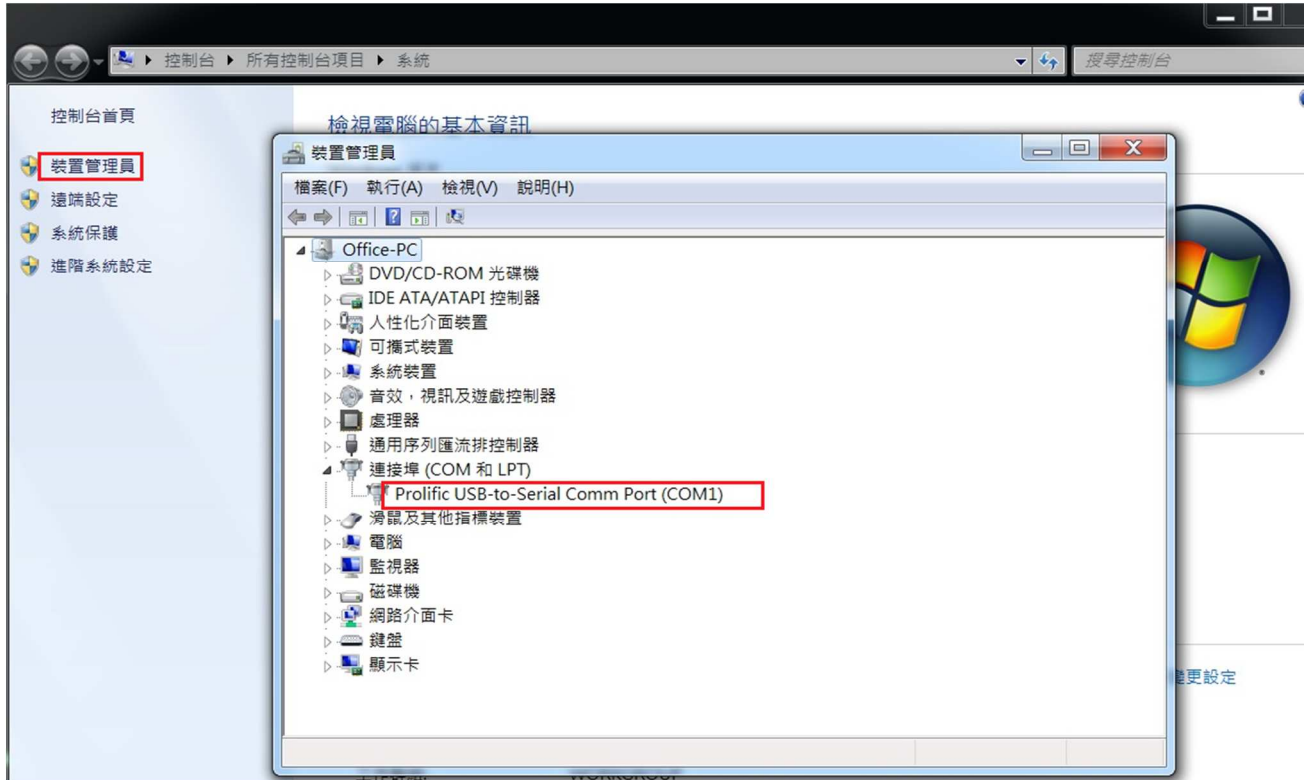 控制台 ▸ 所有控制台項目 ▸ 系統
搜尋控制台
控制台首頁
檢視電腦的基本資訊
裝置管理員
遠端設定
系統保護
進階系統設定
裝置管理員
檔案(F) 執行(A) 檢視(V) 說明(H)
Office-PC
DVD/CD-ROM 光碟機
IDE ATA/ATAPI 控制器
人性化介面裝置
可攜式裝置
系統裝置
音效，視訊及遊戲控制器
處理器
通用序列匯流排控制器
連接埠 (COM 和 LPT)
Prolific USB-to-Serial Comm Port (COM1)
滑鼠及其他指標裝置
電腦
監視器
磁碟機
網路介面卡
鍵盤
顯示卡
變更設定
WORKGROUP